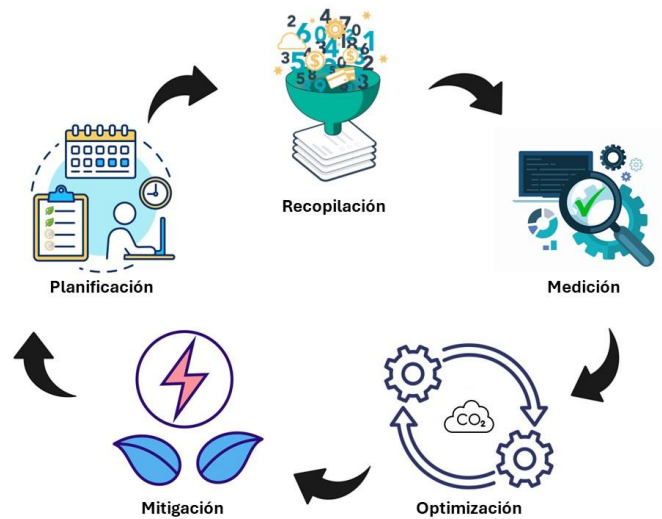 Recopilación
Planificación
Medición
CO₂
Mitigación
Optimización